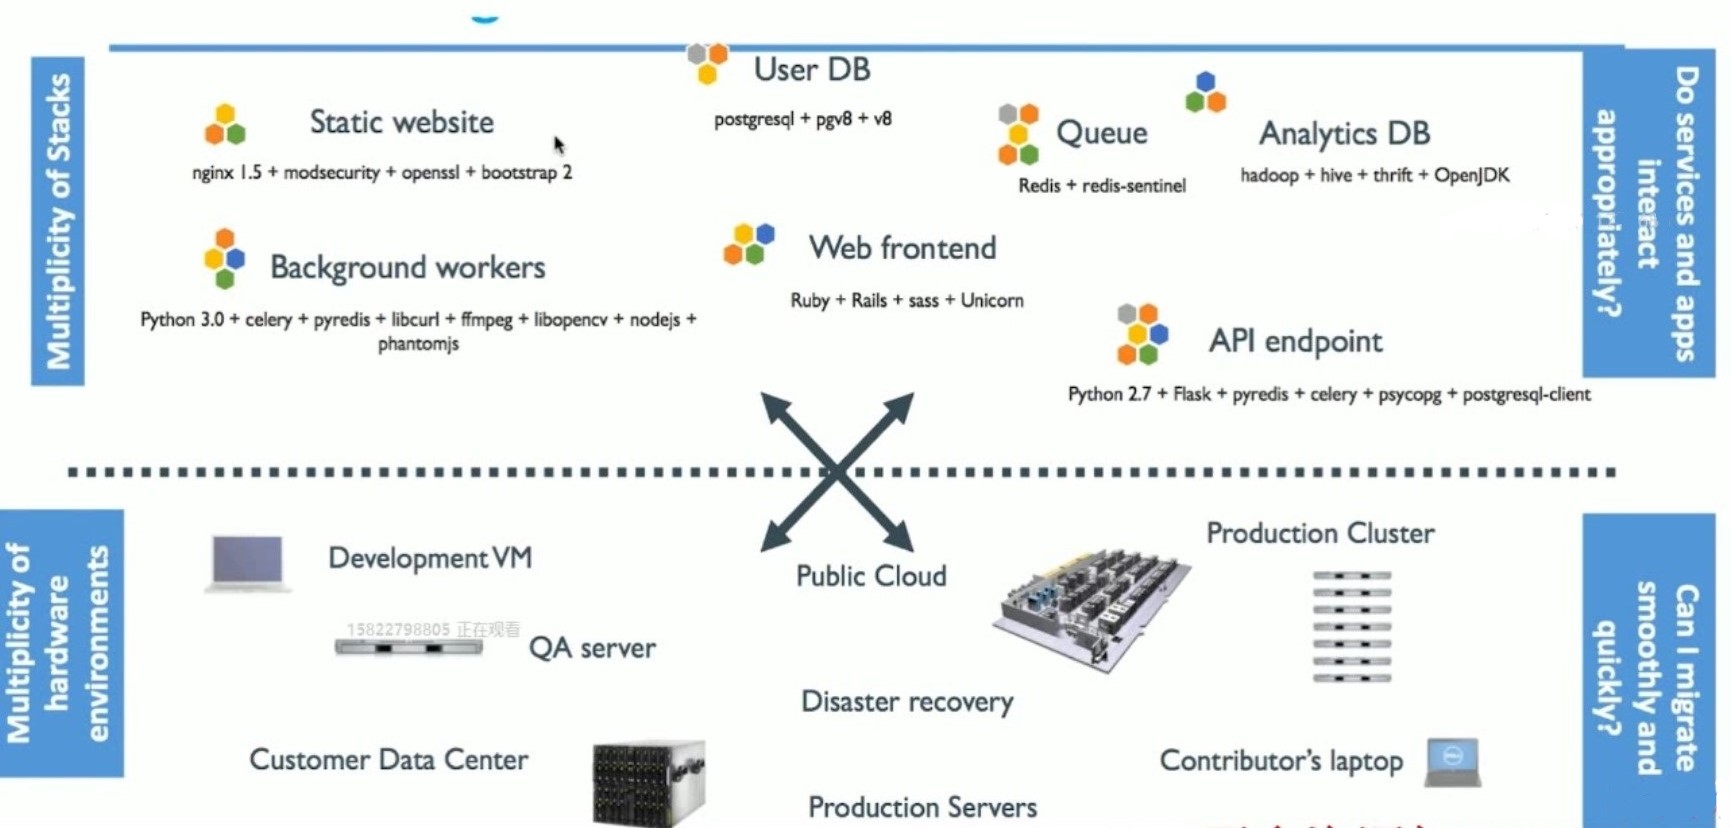 Multiplicity of Stacks
Static website
nginx 1.5 + modsecurity + openssl + bootstrap 2
User DB
postgresql + pgv8 + v8
Queue
Redis + redis-sentinel
Analytics DB
hadoop + hive + thrift + OpenJDK
Background workers
Python 3.0 + celery + pyredis + libcurl + ffmpeg + libopencv + nodejs +
phantomjs
Web frontend
Ruby + Rails + sass + Unicorn
API endpoint
Python 2.7 + Flask + pyredis + celery + psycopg + postgresql-client
Do services and apps
interact
appropriately?
Multiplicity of
hardware
environments
Development VM
15822798805 正在观看
QA server
Customer Data Center
Public Cloud
Disaster recovery
Production Servers
Production Cluster
Contributor's laptop
DELL
Can I migrate
smoothly and
quickly?